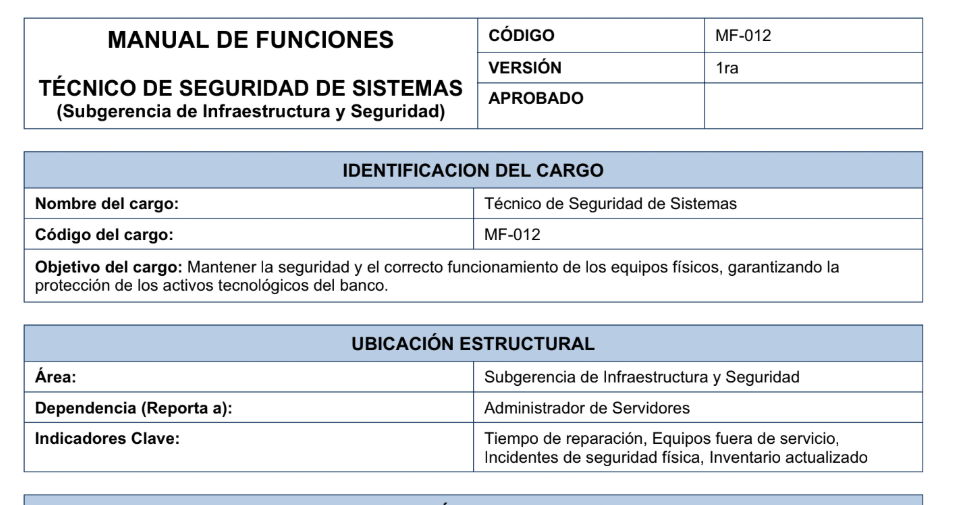 MANUAL DE FUNCIONES
TÉCNICO DE SEGURIDAD DE SISTEMAS
(Subgerencia de Infraestructura y Seguridad)
CÓDIGO MF-012
VERSIÓN 1ra
APROBADO
IDENTIFICACION DEL CARGO
Nombre del cargo: Técnico de Seguridad de Sistemas
Código del cargo: MF-012
Objetivo del cargo: Mantener la seguridad y el correcto funcionamiento de los equipos físicos, garantizando la
protección de los activos tecnológicos del banco.
UBICACIÓN ESTRUCTURAL
Área: Subgerencia de Infraestructura y Seguridad
Dependencia (Reporta a): Administrador de Servidores
Indicadores Clave: Tiempo de reparación, Equipos fuera de servicio,
Incidentes de seguridad física, Inventario actualizado